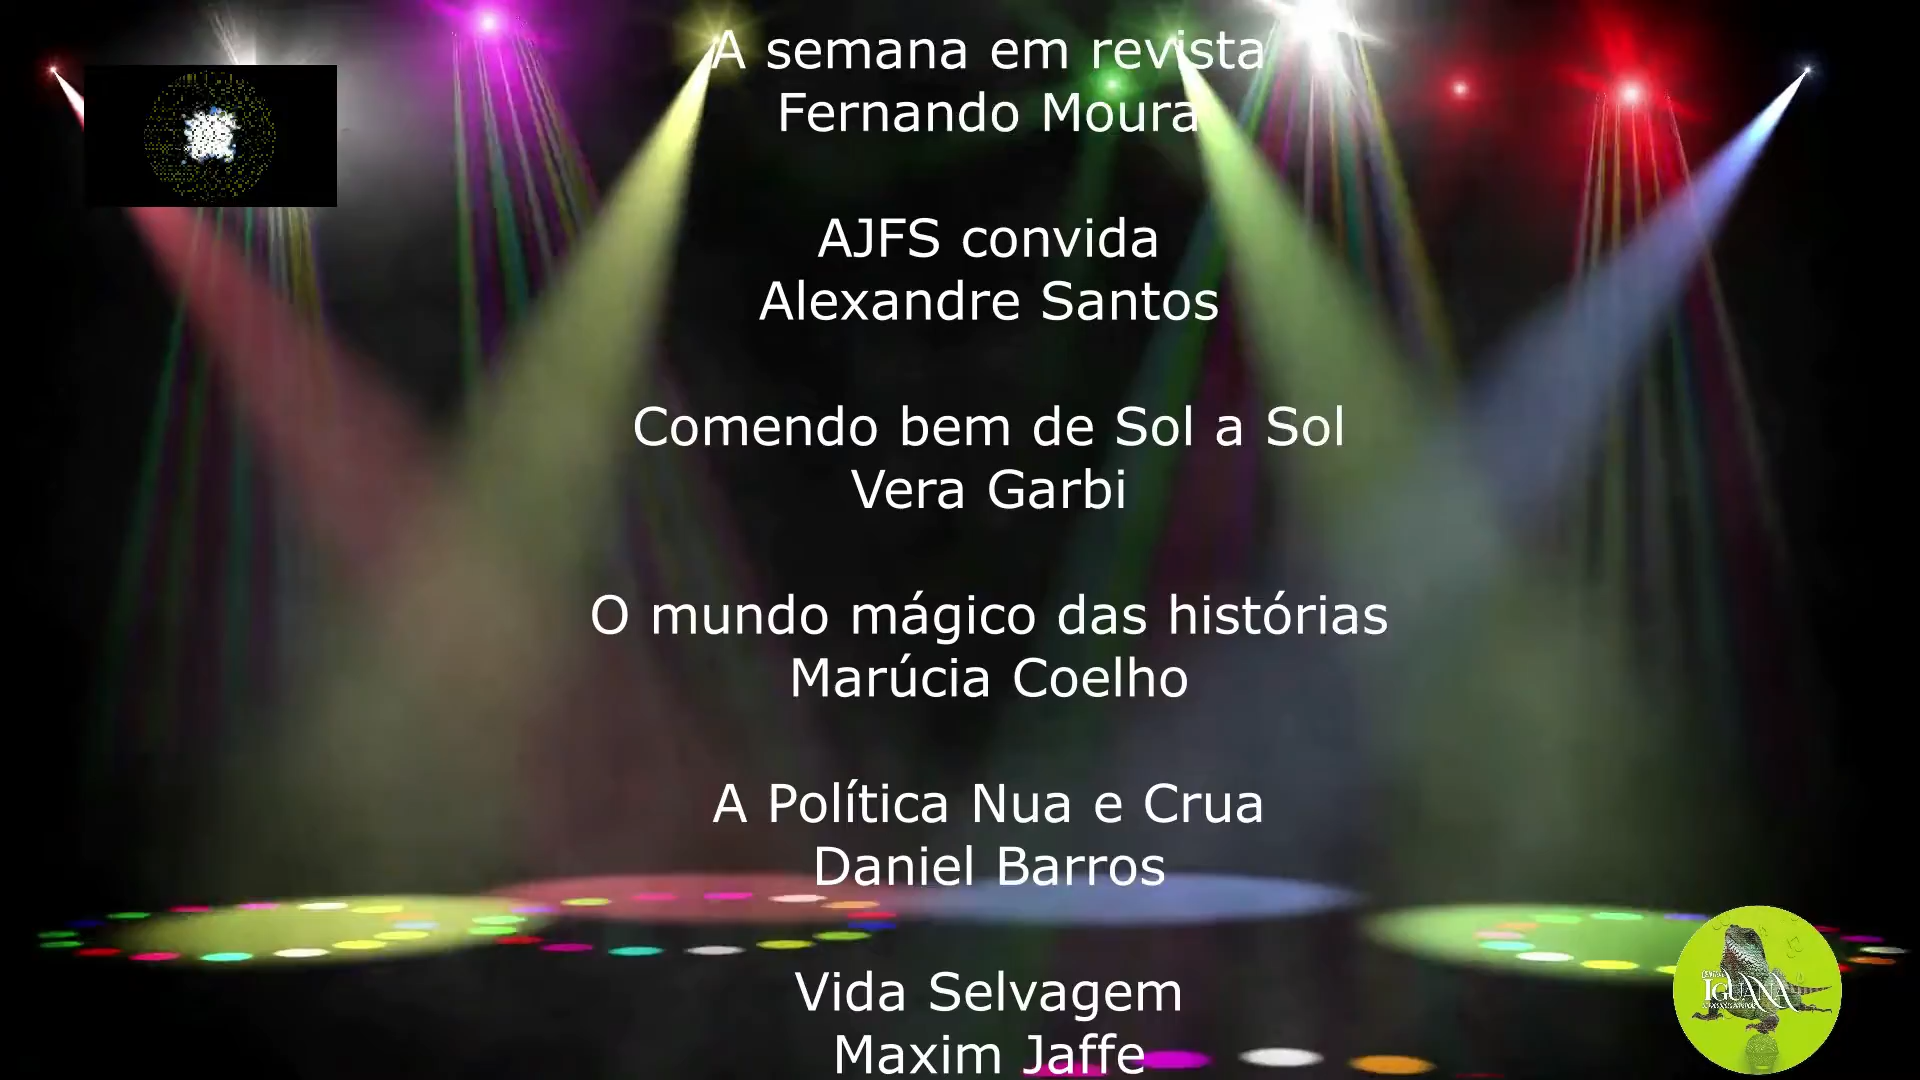 A semana em revista
Fernando Moura
AJFS convida
Alexandre Santos
Comendo bem de Sol a Sol
Vera Garbi
O mundo mágico das histórias
Marúcia Coelho
A Política Nua e Crua
Daniel Barros
Vida Selvagem
Maxim Jaffe
IGUANA